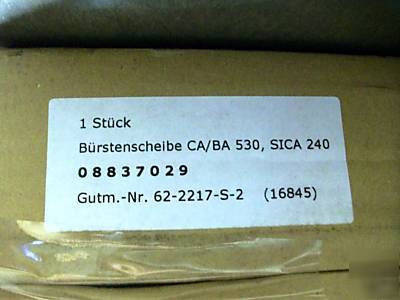 1 Stück
Bürstenscheibe CA/BA 530, SICA 240
08837029
Gutm.-Nr. 62-2217-S-2 (16845)